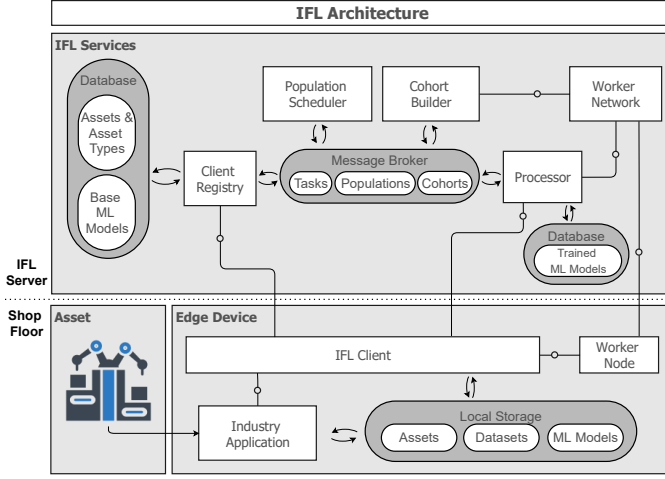 IFL Architecture
IFL Services
Database
Assets &
Asset
Types
Base
ML
Models
Population
Scheduler
Cohort
Builder
Worker
Network
Client
Registry
Message Broker
Tasks
Populations
Cohorts
Processor
Database
Trained
ML Models
IFL
Server
Shop
Floor
Asset
Edge Device
IFL Client
Worker
Node
Industry
Application
Local Storage
Assets
Datasets
ML Models